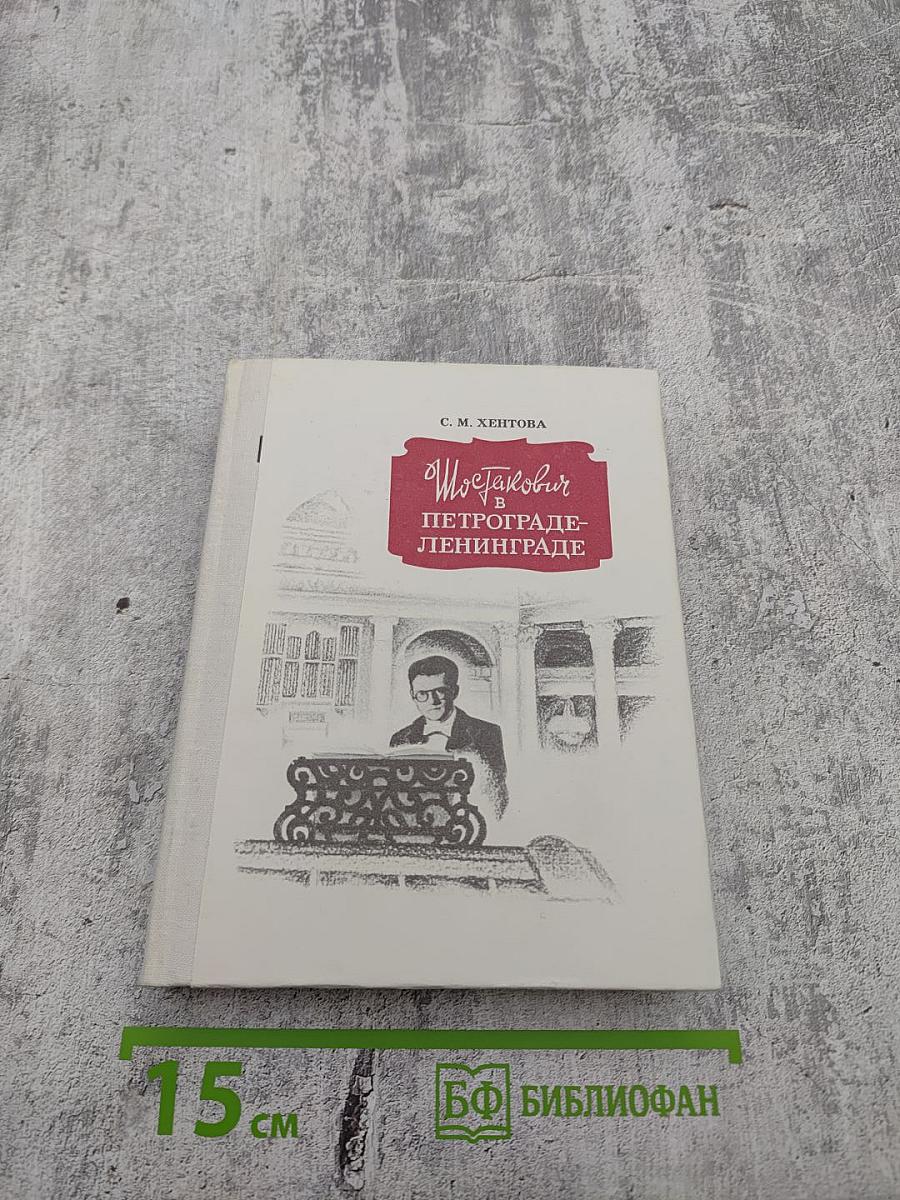 С. М. ХЕНТОВА
Шостакович
в
ПЕТРОГРАДЕ-
ЛЕНИНГРАДЕ
15 см
БФ БИБЛИОФАН